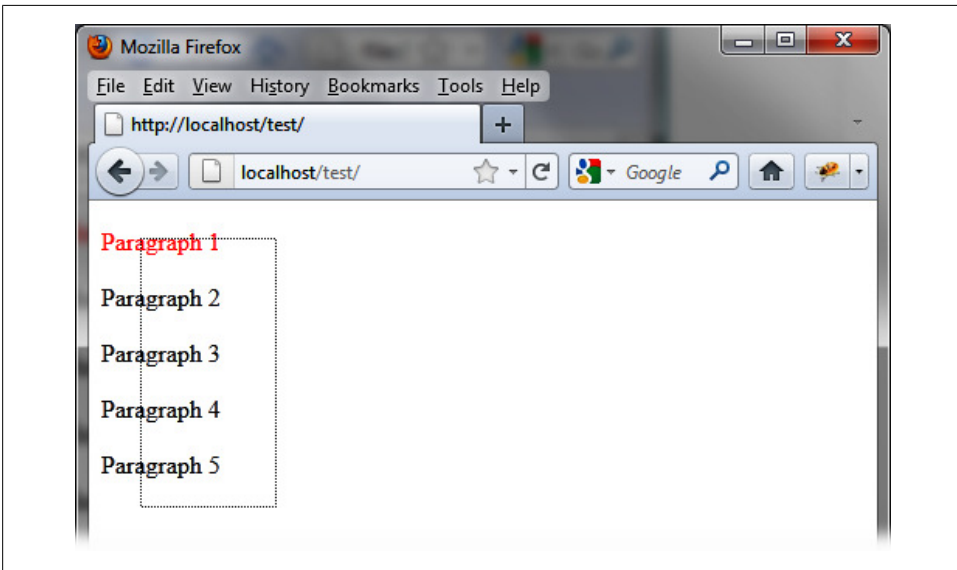 Mozilla Firefox
File Edit View History Bookmarks Tools Help
http://localhost/test/
localhost/test/ Google
Paragraph 1
Paragraph 2
Paragraph 3
Paragraph 4
Paragraph 5